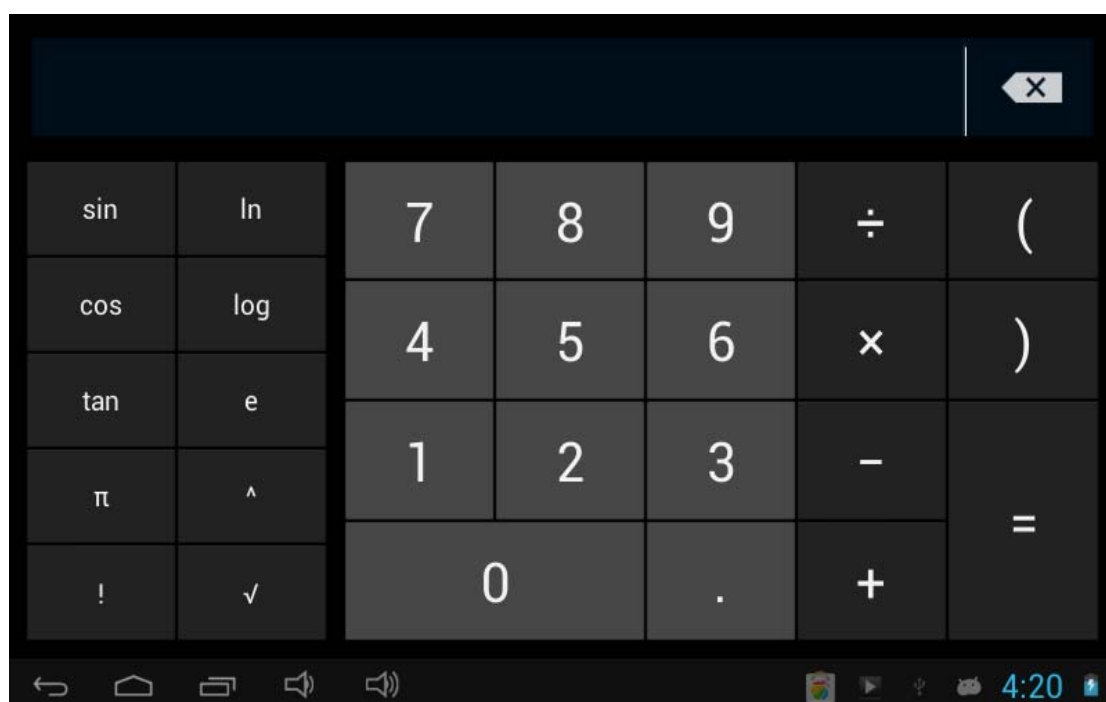 sin ln 7 8 9 ÷ (
cos log 4 5 6 × )
tan e 1 2 3 −
π ^ =
! √ 0 . +
4:20